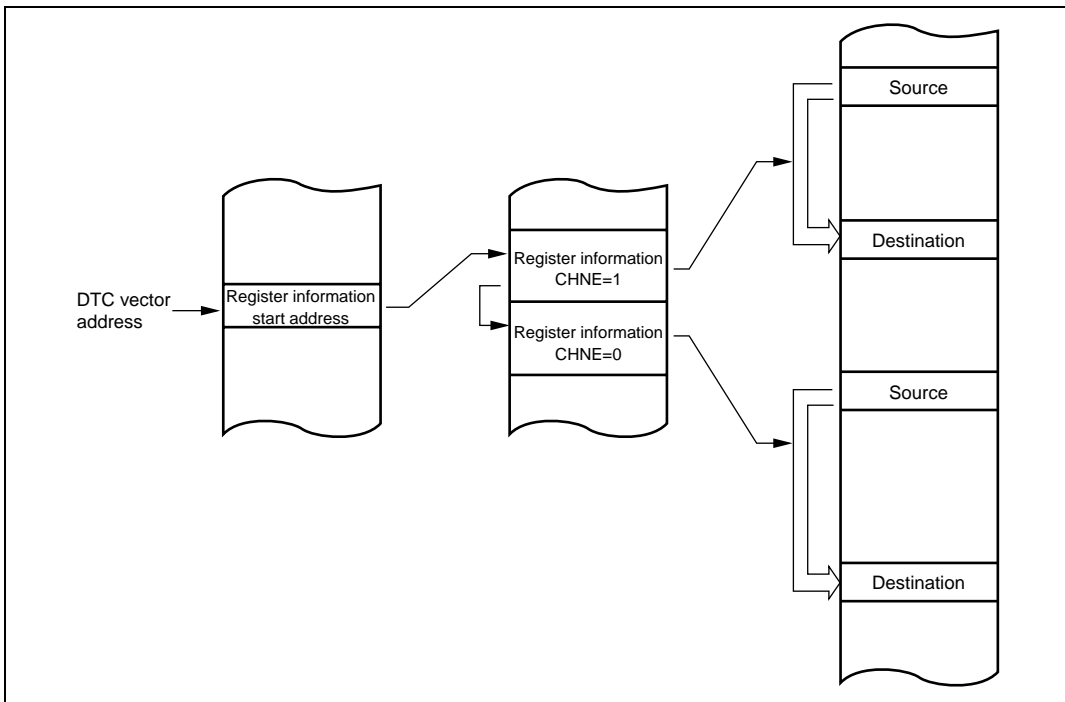 DTC vector
address
Register information
start address
Register information
CHNE=1
Register information
CHNE=0
Source
Destination
Source
Destination